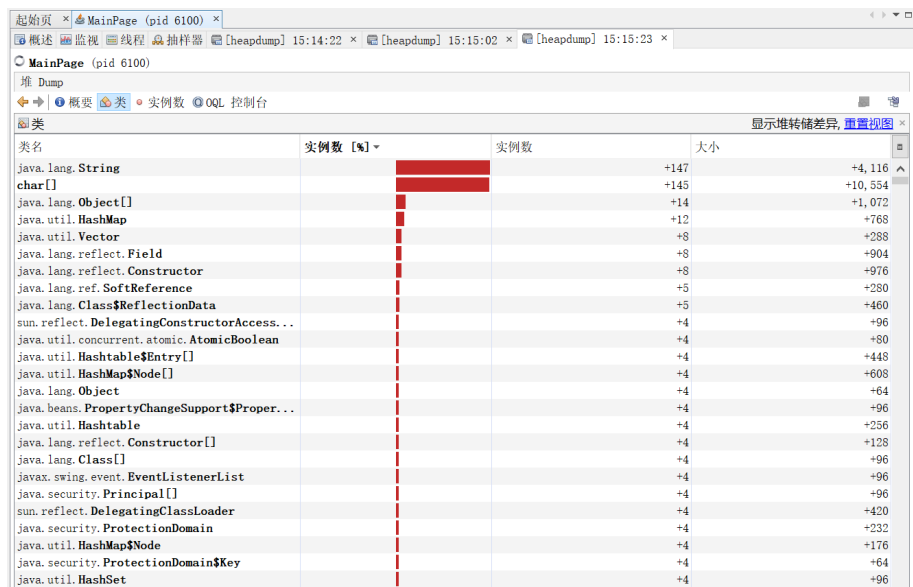 起始页 × MainPage (pid 6100) ×
概述 监视 线程 抽样器 [heapdump] 15:14:22 × [heapdump] 15:15:02 × [heapdump] 15:15:23 ×
MainPage (pid 6100)
堆 Dump
概要 类 实例数 OQL 控制台
类 显示堆转储差异, 重置视图 ×
类名 实例数 [%] 实例数 大小
java.lang.String +147 +4,116
char[] +145 +10,554
java.lang.Object[] +14 +1,072
java.util.HashMap +12 +768
java.util.Vector +8 +288
java.lang.reflect.Field +8 +904
java.lang.reflect.Constructor +8 +976
java.lang.ref.SoftReference +5 +280
java.lang.Class$ReflectionData +5 +460
sun.reflect.DelegatingConstructorAccess... +4 +96
java.util.concurrent.atomic.AtomicBoolean +4 +80
java.util.Hashtable$Entry[] +4 +448
java.util.HashMap$Node[] +4 +608
java.lang.Object +4 +64
java.beans.PropertyChangeSupport$Proper... +4 +96
java.util.Hashtable +4 +256
java.lang.reflect.Constructor[] +4 +128
java.lang.Class[] +4 +96
javax.swing.event.EventListenerList +4 +96
java.security.Principal[] +4 +96
sun.reflect.DelegatingClassLoader +4 +420
java.security.ProtectionDomain +4 +232
java.util.HashMap$Node +4 +176
java.security.ProtectionDomain$Key +4 +64
java.util.HashSet +4 +96